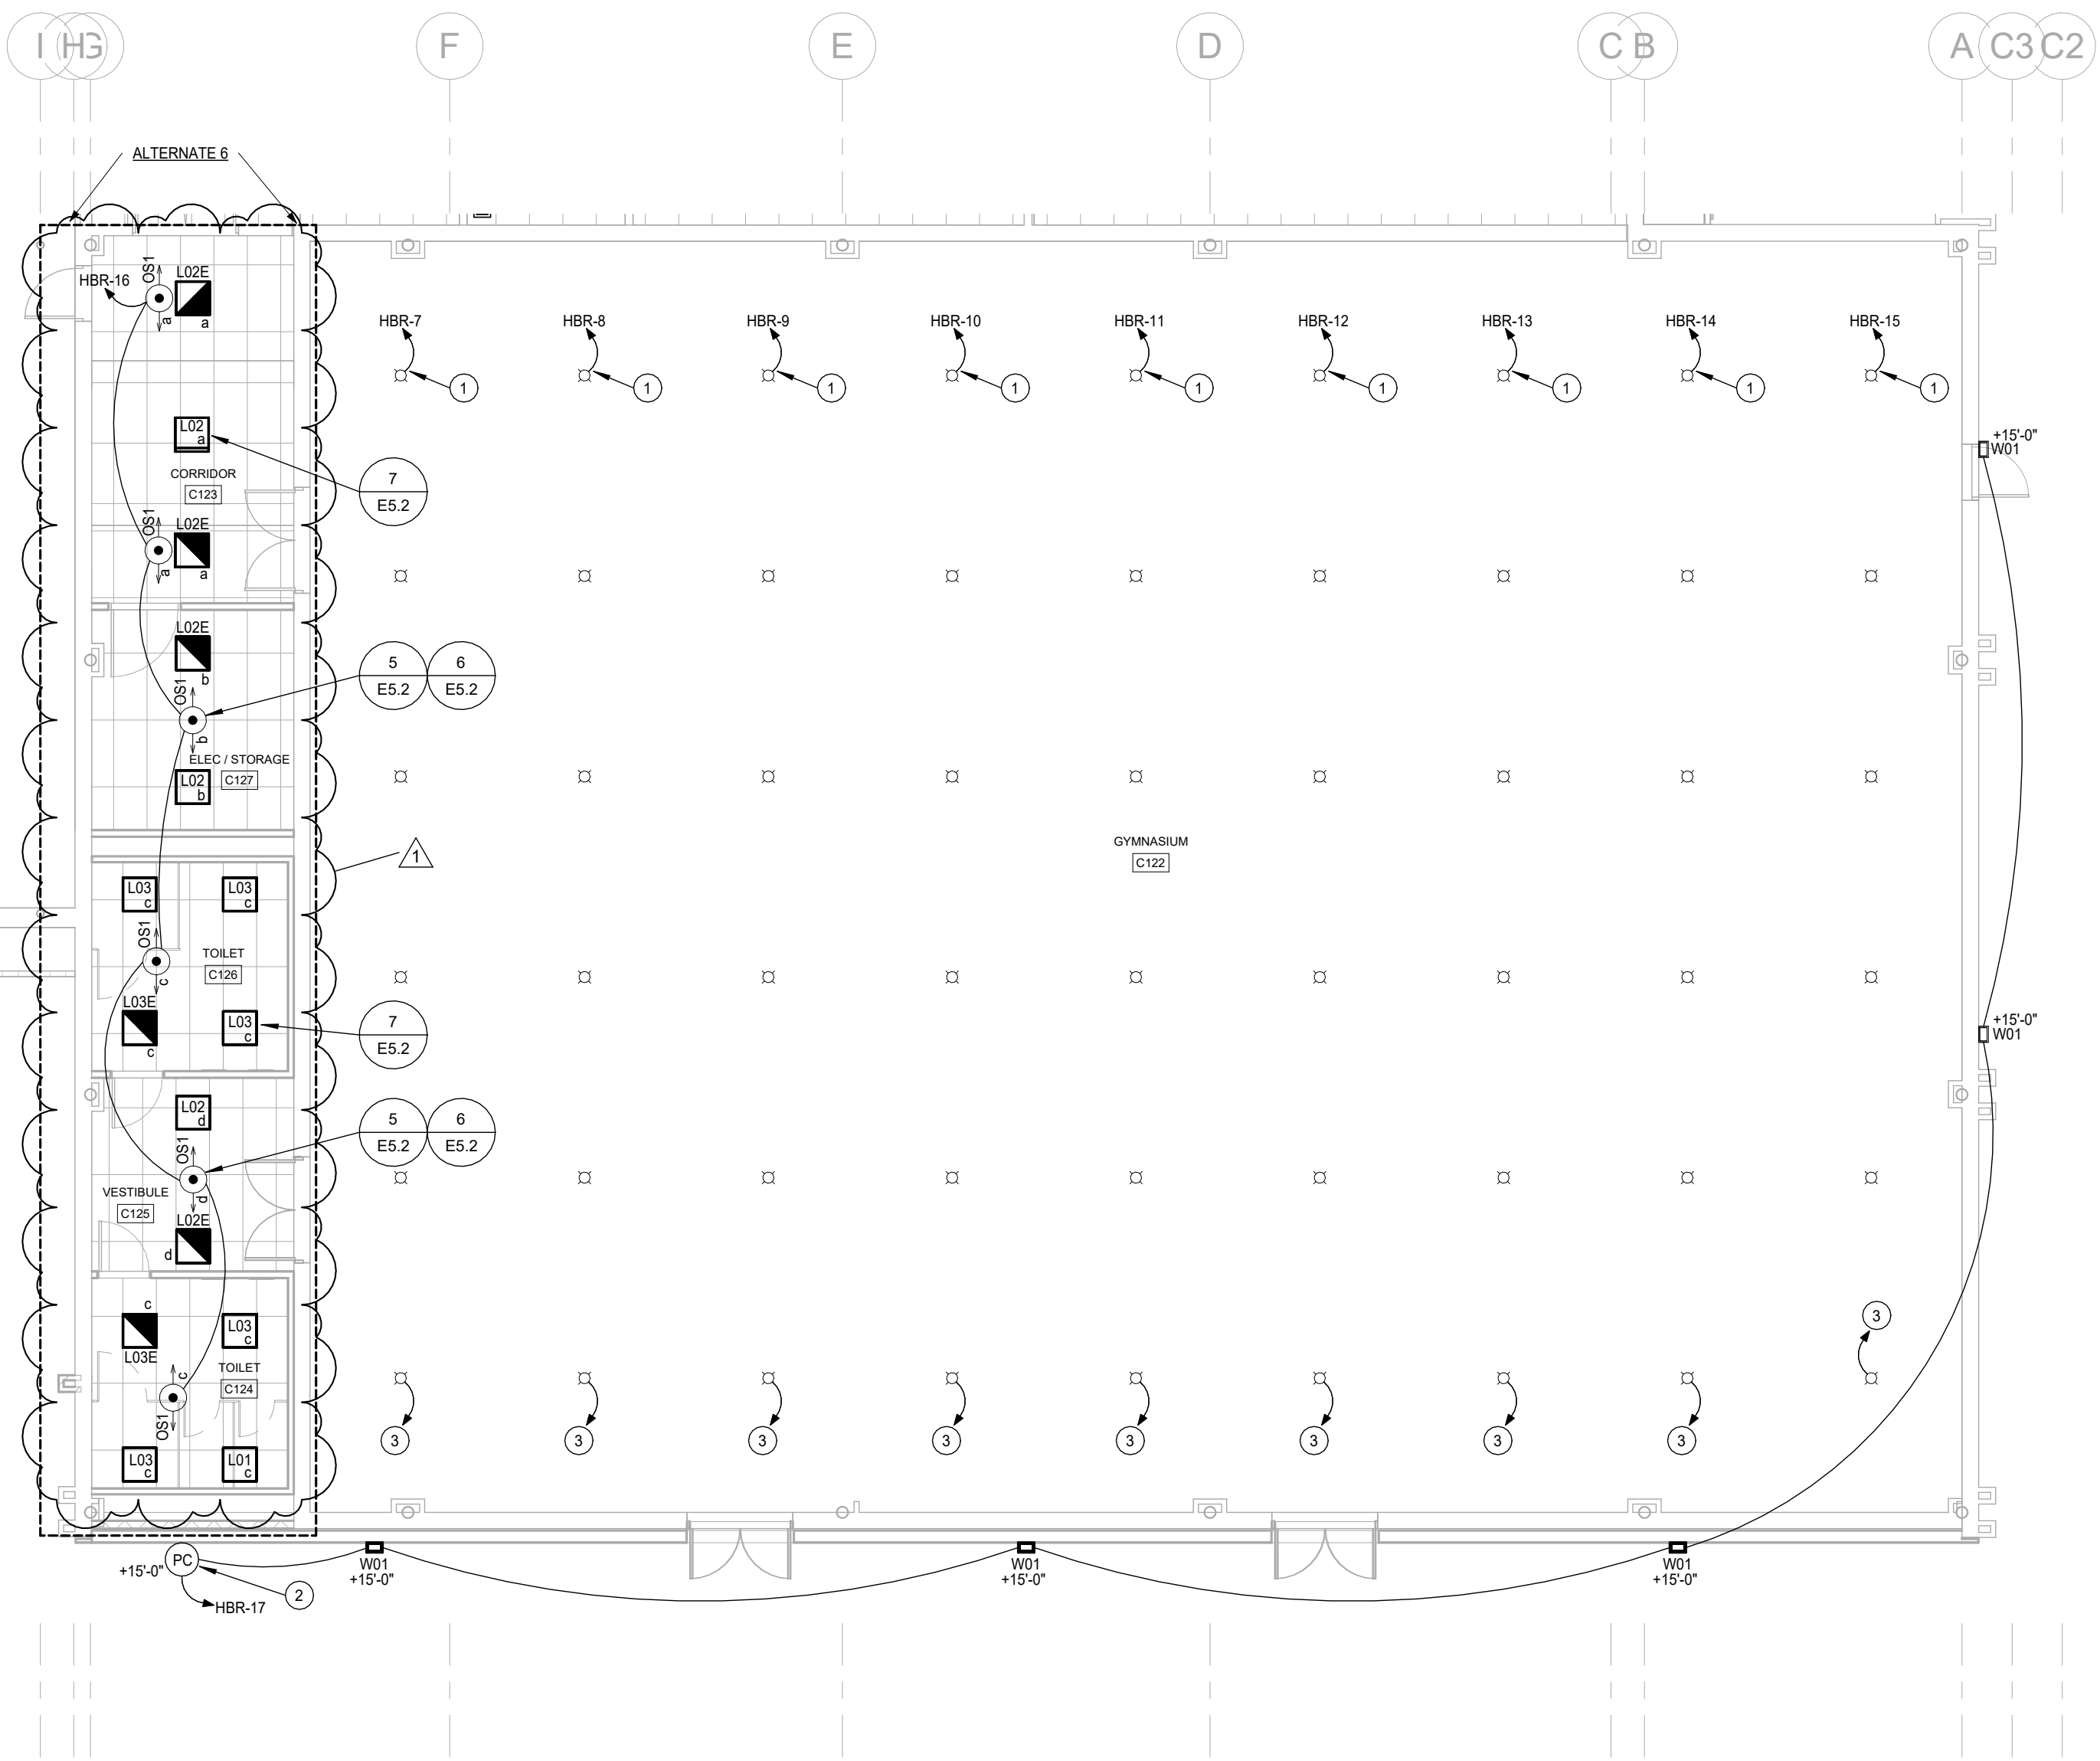 I H G F E D C B A C3 C2
ALTERNATE 6
OS1
L02E
HBR-16
a
a
HBR-7 HBR-8 HBR-9 HBR-10 HBR-11 HBR-12 HBR-13 HBR-14 HBR-15
1 1 1 1 1 1 1 1 1
L02
a
+15'-0"
W01
CORRIDOR
C123
7
E5.2
OS1
L02E
a
a
L02E
b
OS1
5
E5.2
6
E5.2
b
ELEC / STORAGE
C127
L02
b
GYMNASIUM
C122
1
L03
c
L03
c
OS1
TOILET
C126
c
L03E
c
L03
c
7
E5.2
+15'-0"
W01
L02
d
OS1
5
E5.2
6
E5.2
d
VESTIBULE
C125
L02E
d
c
L03E
L03
c
3
TOILET
C124
c
OS1
3 3 3 3 3 3 3 3
L03
c
L01
c
PC
+15'-0"
2
HBR-17
W01
+15'-0"
W01
+15'-0"
W01
+15'-0"